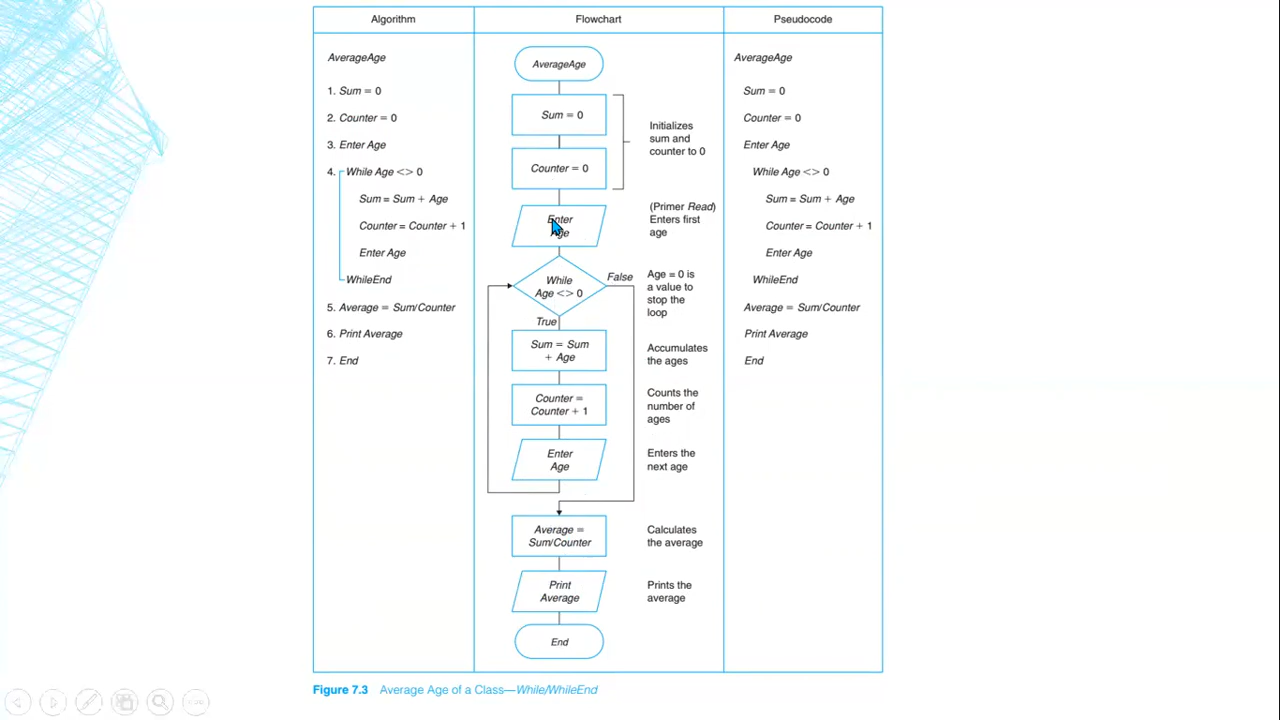 Algorithm
Flowchart
Pseudocode
AverageAge
1. Sum = 0
2. Counter = 0
3. Enter Age
4. While Age <> 0
Sum = Sum + Age
Counter = Counter + 1
Enter Age
WhileEnd
5. Average = Sum/Counter
6. Print Average
7. End
AverageAge
Sum = 0
Counter = 0
Initializes
sum and
counter to 0
Enter
Age
(Primer Read)
Enters first
age
While
Age <> 0
False
True
Age = 0 is
a value to
stop the
loop
Sum = Sum
+ Age
Accumulates
the ages
Counter =
Counter + 1
Counts the
number of
ages
Enter
Age
Enters the
next age
Average =
Sum/Counter
Calculates
the average
Print
Average
Prints the
average
End
AverageAge
Sum = 0
Counter = 0
Enter Age
While Age <> 0
Sum = Sum + Age
Counter = Counter + 1
Enter Age
WhileEnd
Average = Sum/Counter
Print Average
End
Figure 7.3 Average Age of a Class—While/WhileEnd